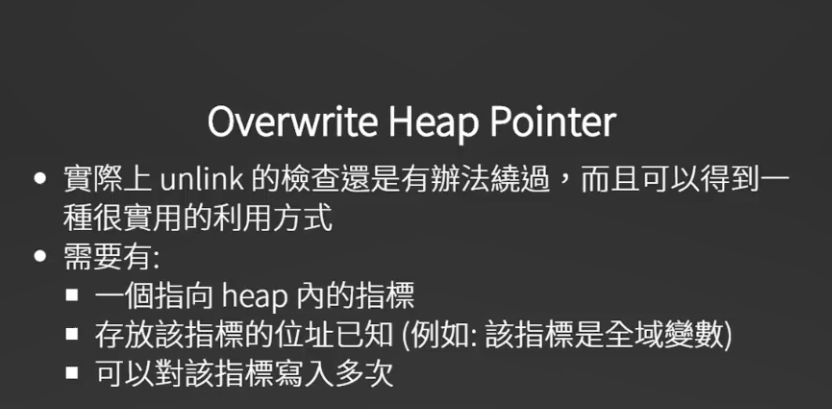 Overwrite Heap Pointer
實際上 unlink 的檢查還是有辦法繞過，而且可以得到一
種很實用的利用方式
需要有:
一個指向 heap 內的指標
存放該指標的位址已知 (例如: 該指標是全域變數)
可以對該指標寫入多次